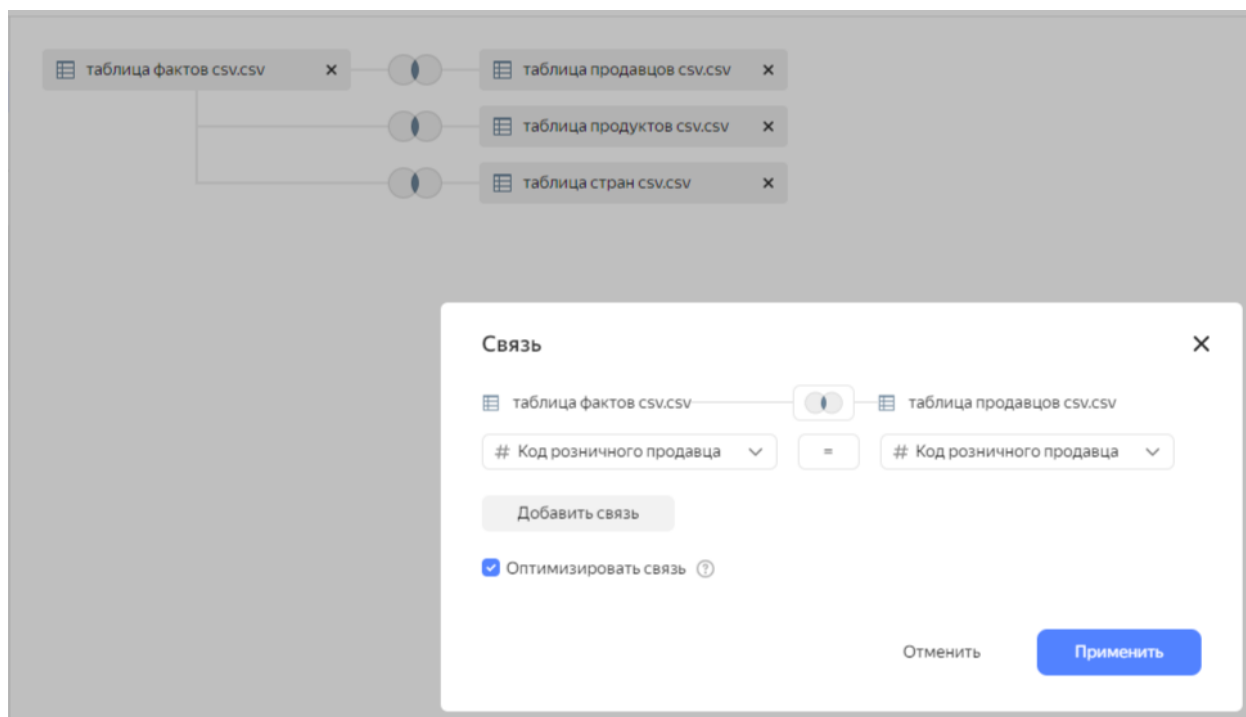 таблица фактов csv.csv
таблица продавцов csv.csv
таблица продуктов csv.csv
таблица стран csv.csv
Связь
таблица фактов csv.csv
таблица продавцов csv.csv
# Код розничного продавца = # Код розничного продавца
Добавить связь
Оптимизировать связь ?
Отменить Применить